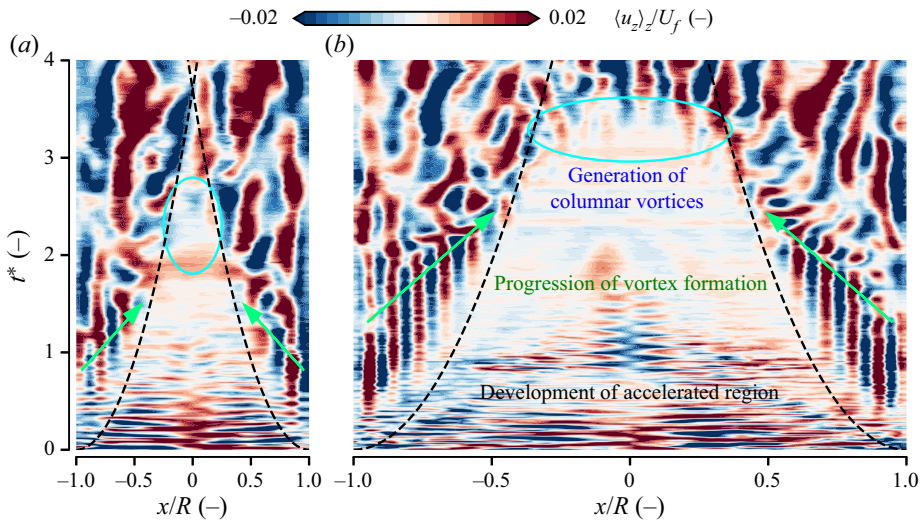 −0.02 0.02 ⟨u_z⟩_z/U_f (–)
(a) (b)
4
3
2
1
0
t* (–)
Generation of
columnar vortices
Progression of vortex formation
Development of accelerated region
−1.0 −0.5 0 0.5 1.0
x/R (–)
−1.0 −0.5 0 0.5 1.0
x/R (–)